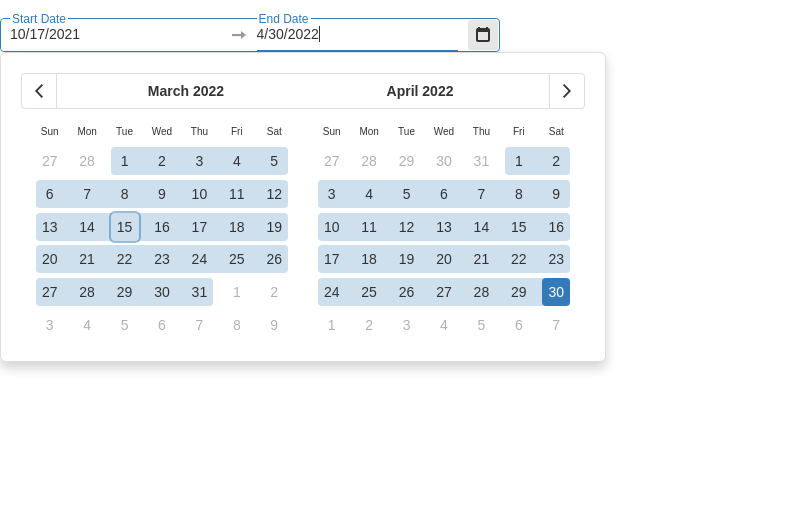 Start Date End Date
10/17/2021 4/30/2022
March 2022 April 2022
Sun Mon Tue Wed Thu Fri Sat Sun Mon Tue Wed Thu Fri Sat
27 28 1 2 3 4 5 27 28 29 30 31 1 2
6 7 8 9 10 11 12 3 4 5 6 7 8 9
13 14 15 16 17 18 19 10 11 12 13 14 15 16
20 21 22 23 24 25 26 17 18 19 20 21 22 23
27 28 29 30 31 1 2 24 25 26 27 28 29 30
3 4 5 6 7 8 9 1 2 3 4 5 6 7